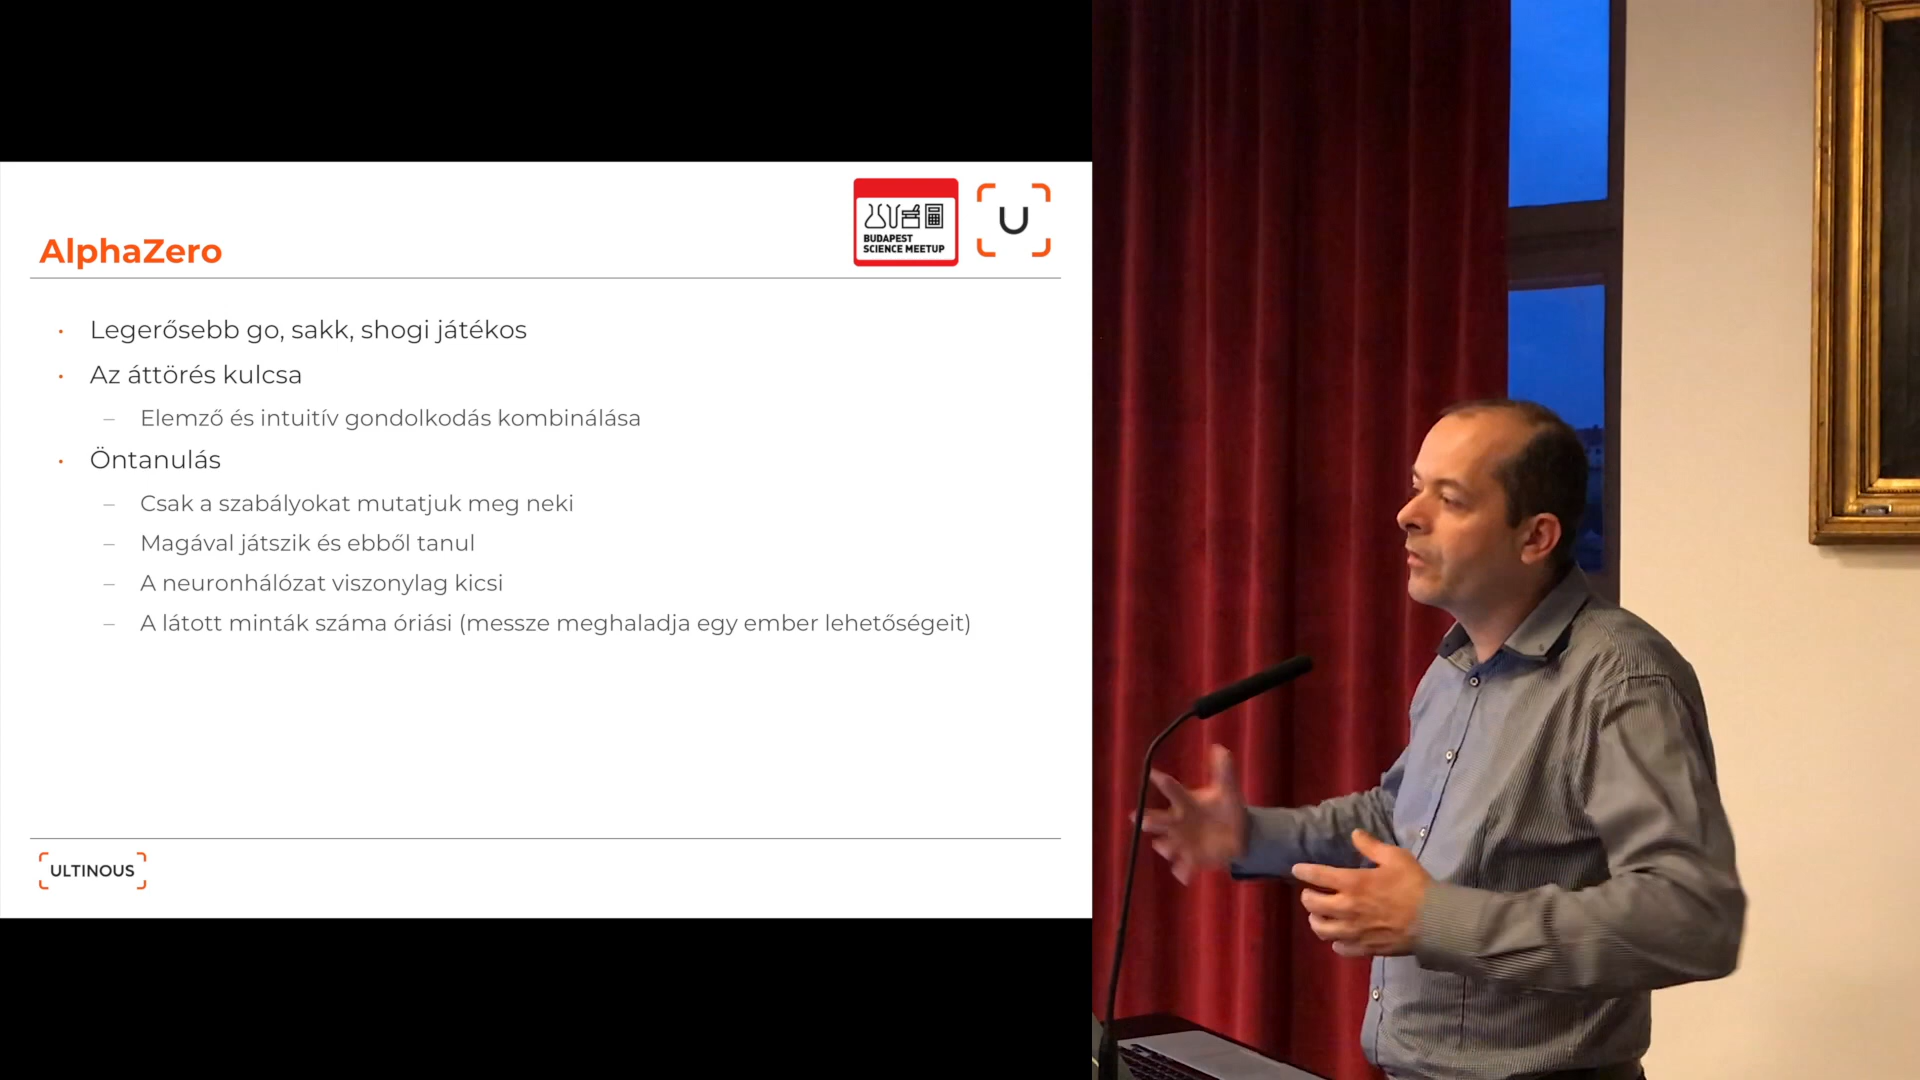 BUDAPEST
SCIENCE MEETUP
U
AlphaZero
Legerősebb go, sakk, shogi játékos
Az áttörés kulcsa
Elemző és intuitív gondolkodás kombinálása
Öntanulás
Csak a szabályokat mutatjuk meg neki
Magával játszik és ebből tanul
A neuronhálózat viszonylag kicsi
A látott minták száma óriási (messze meghaladja egy ember lehetőségeit)
ULTINOUS